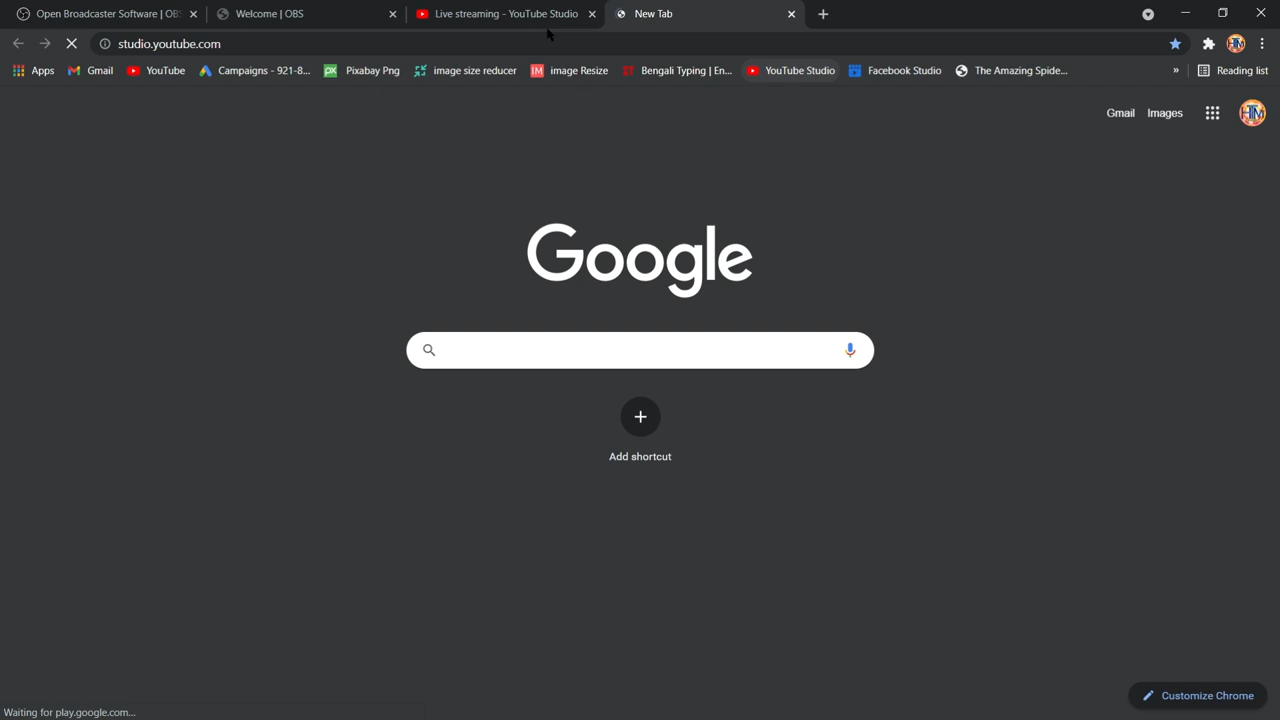 Open Broadcaster Software | OBS
Welcome | OBS
Live streaming - YouTube Studio
New Tab
studio.youtube.com
Apps
Gmail
YouTube
Campaigns - 921-8...
Pixabay Png
image size reducer
image Resize
Bengali Typing | En...
YouTube Studio
Facebook Studio
The Amazing Spide...
»
Reading list
Gmail
Images
HTM
Google
Add shortcut
Customize Chrome
Waiting for play.google.com...